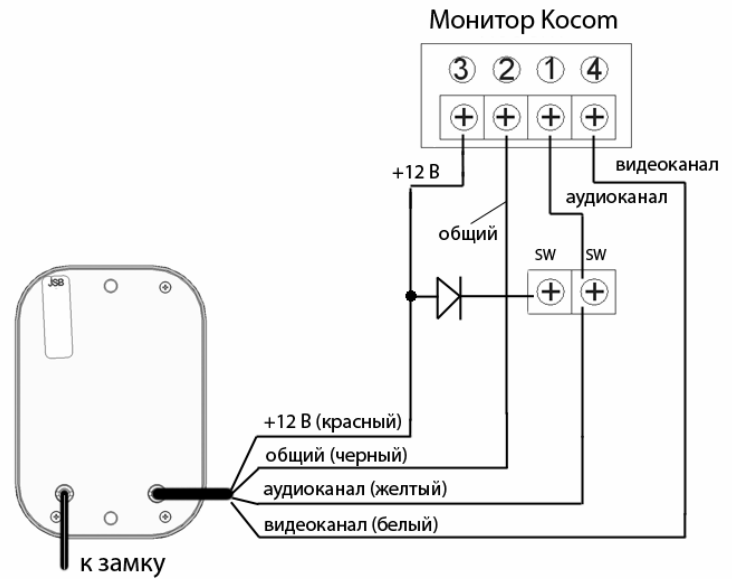 Монитор Kocom
3 2 1 4
+12 В
видеоканал
аудиоканал
общий
SW SW
JSB
+12 В (красный)
общий (черный)
аудиоканал (желтый)
видеоканал (белый)
к замку